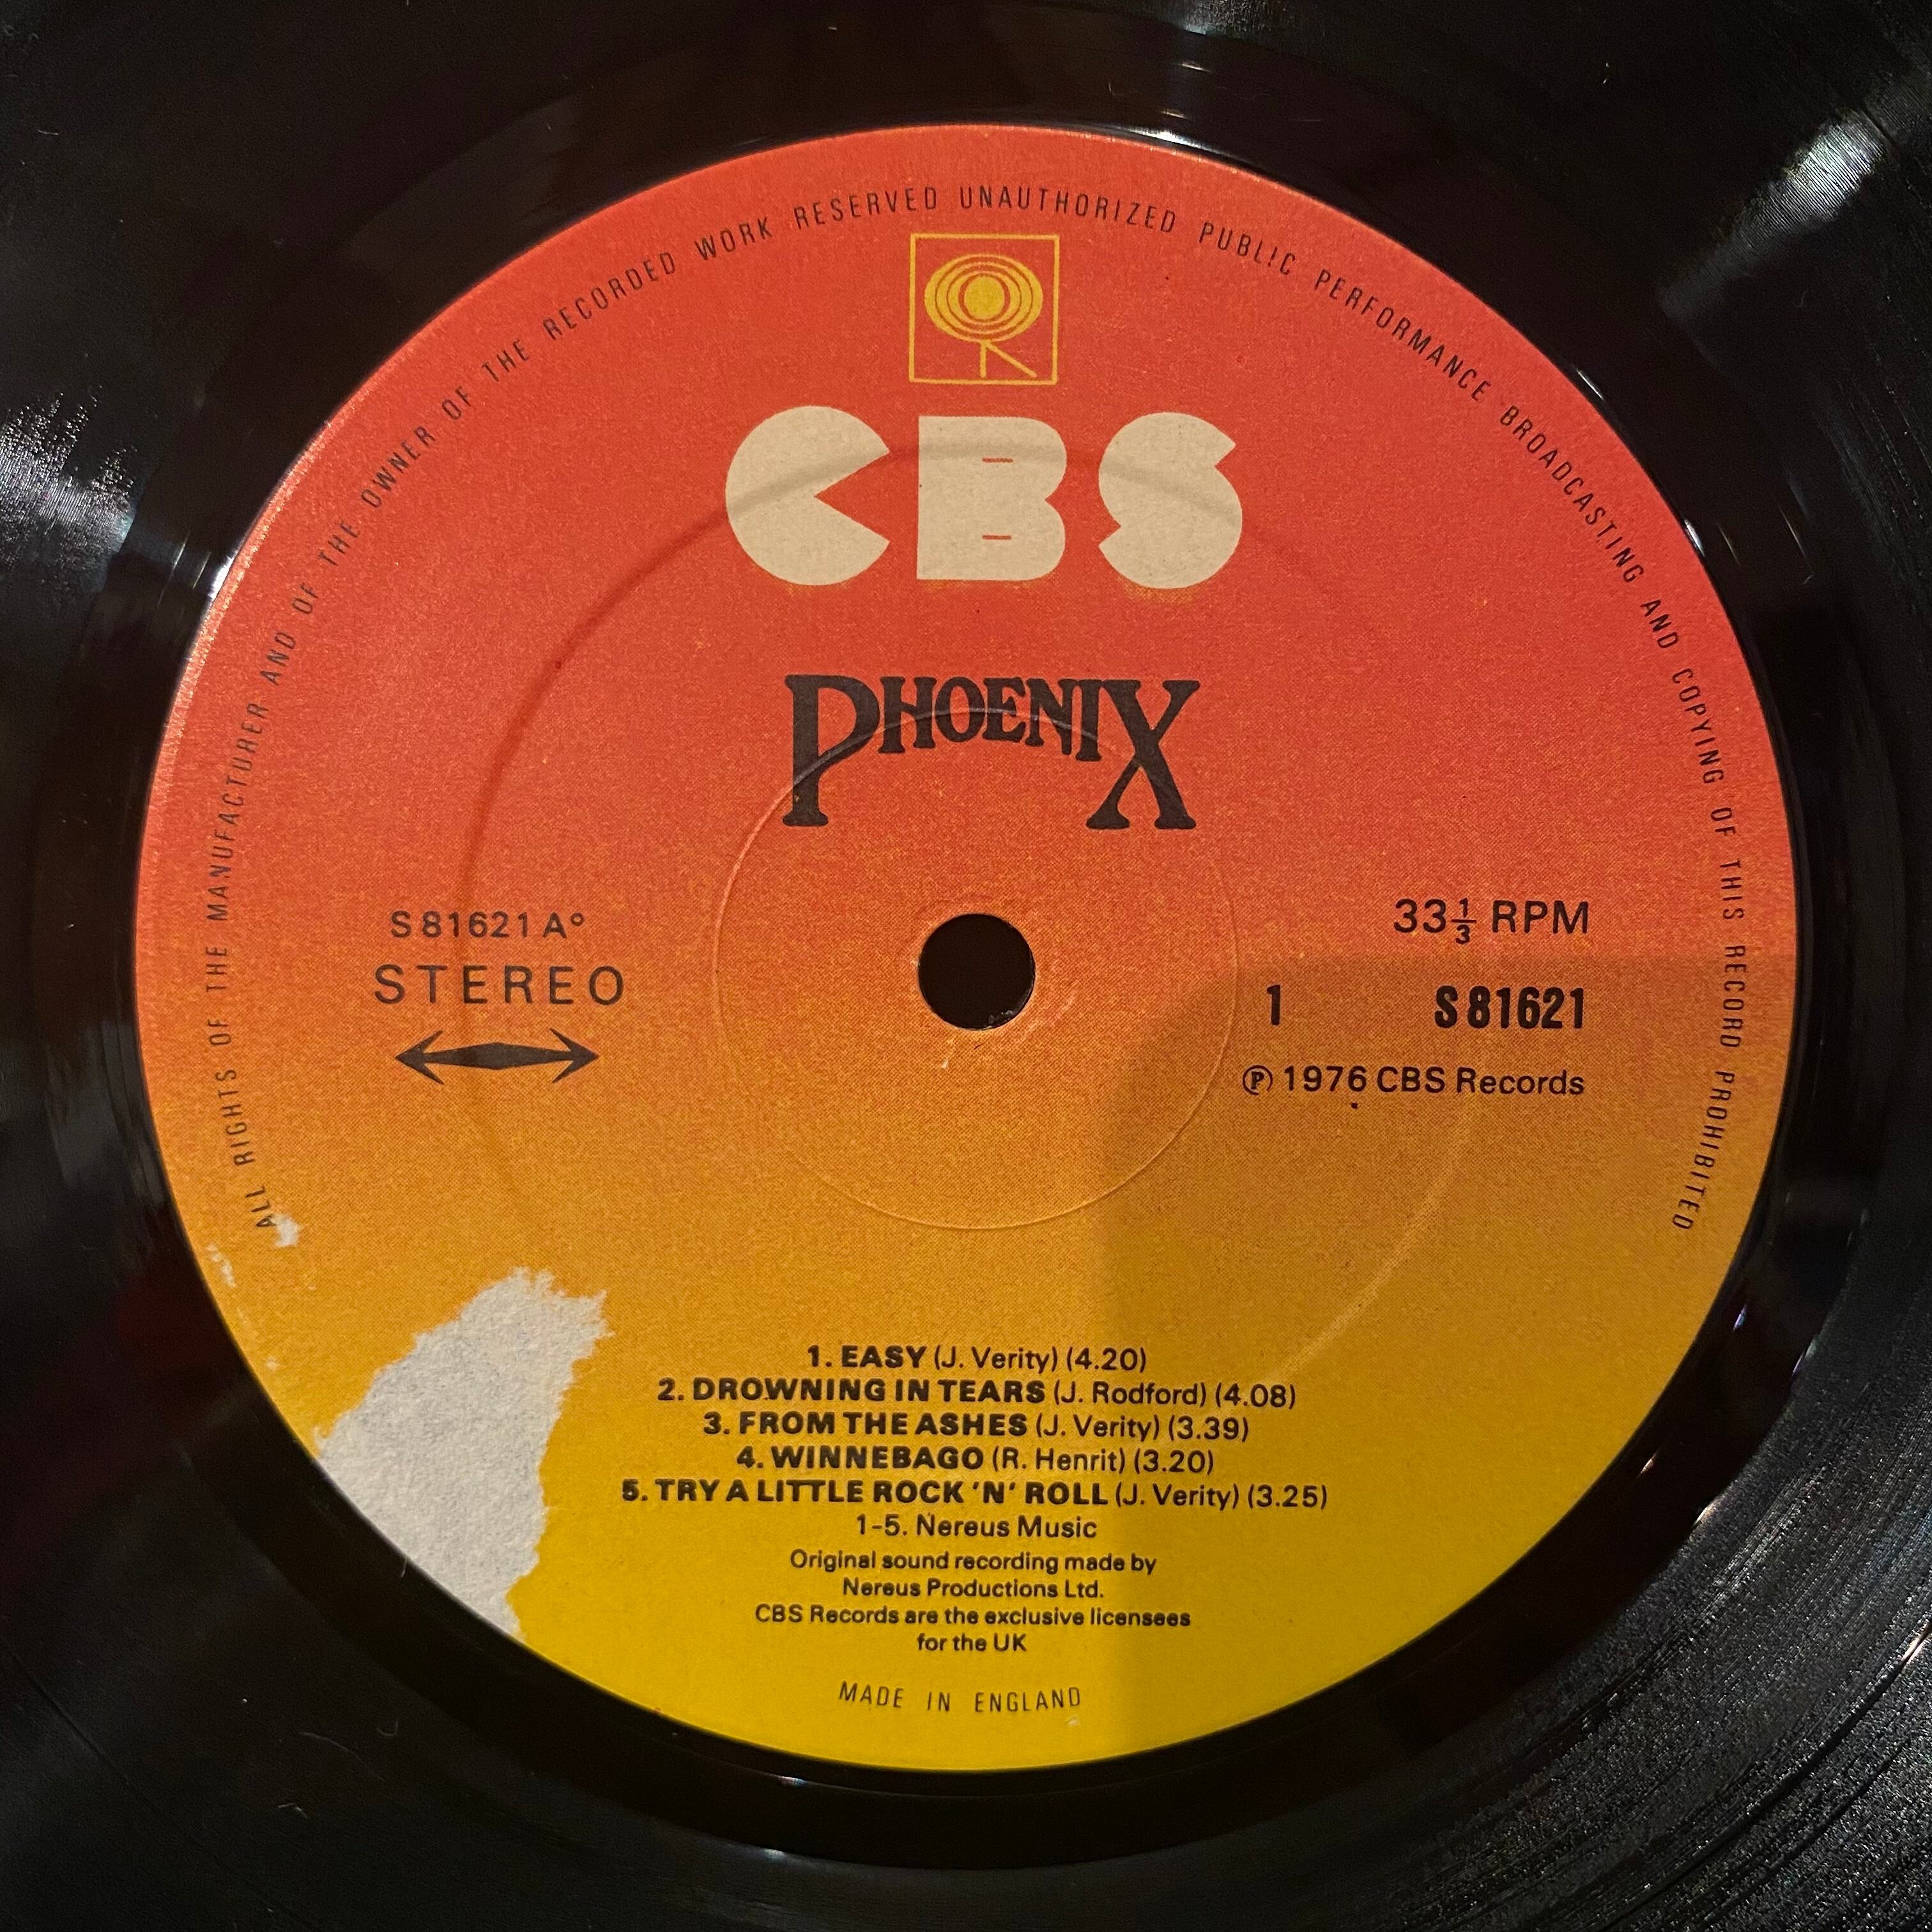 ALL RIGHTS OF THE MANUFACTURER AND OF THE OWNER OF THE RECORDED WORK RESERVED UNAUTHORIZED PUBLIC PERFORMANCE BROADCASTING AND COPYING OF THIS RECORD PROHIBITED
CBS
PHOENIX
S 81621 A°
STEREO
33⅓ RPM
1 S 81621
℗ 1976 CBS Records
1. EASY (J. Verity) (4.20)
2. DROWNING IN TEARS (J. Rodford) (4.08)
3. FROM THE ASHES (J. Verity) (3.39)
4. WINNEBAGO (R. Henrit) (3.20)
5. TRY A LITTLE ROCK 'N' ROLL (J. Verity) (3.25)
1-5. Nereus Music
Original sound recording made by
Nereus Productions Ltd.
CBS Records are the exclusive licensees
for the UK
MADE IN ENGLAND